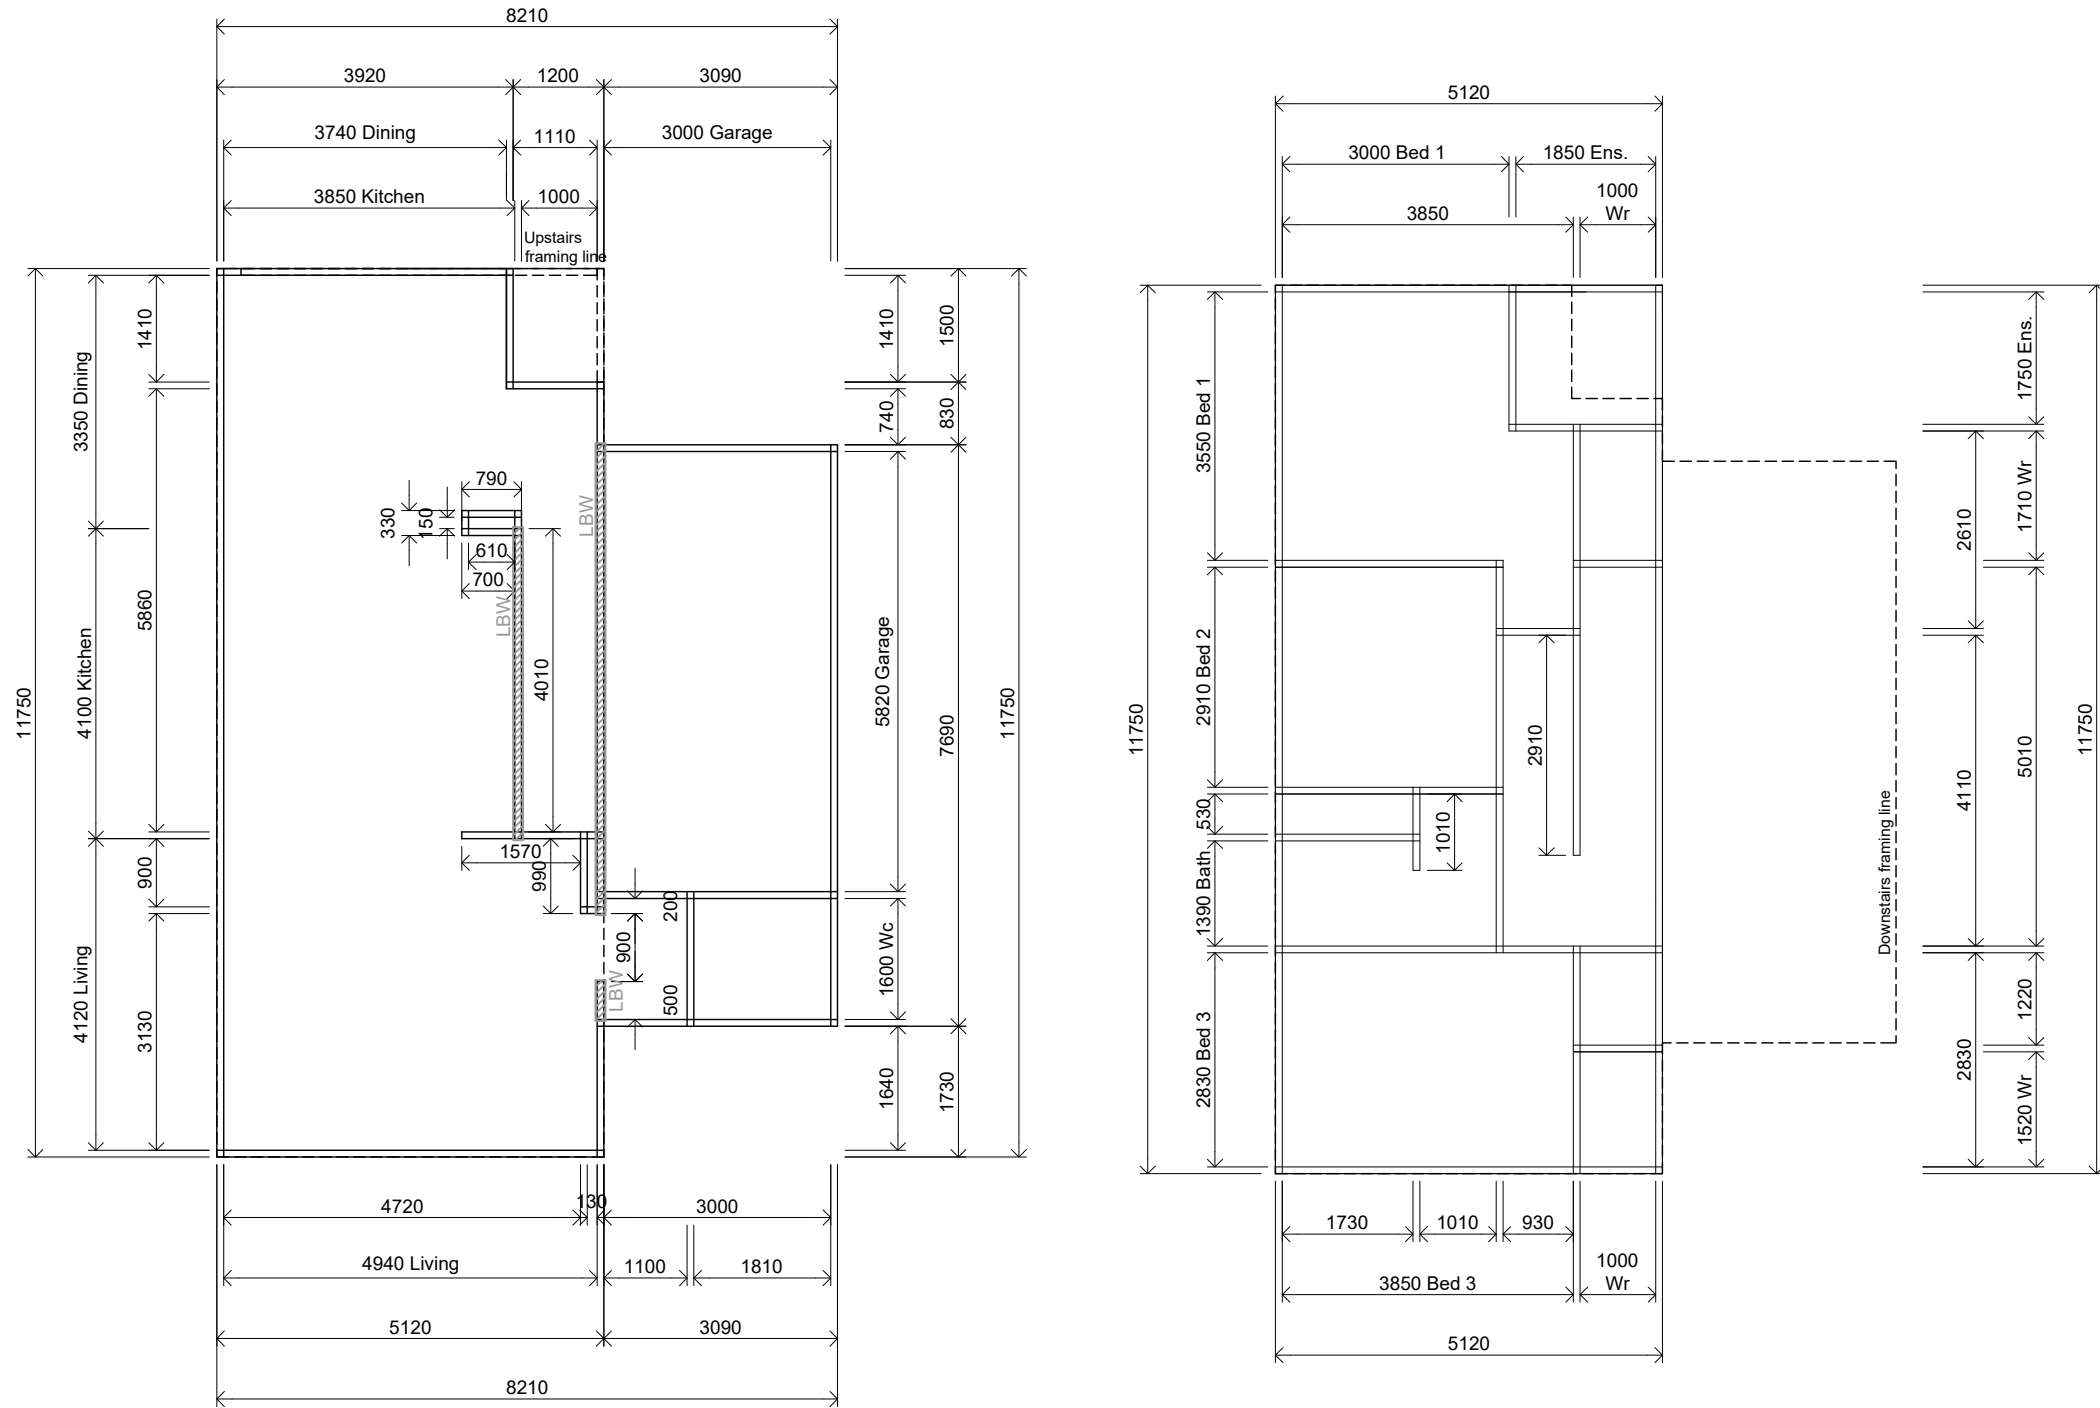 8210
3920
1200
3090
3740 Dining
1110
3000 Garage
3850 Kitchen
1000
Upstairs
framing line
11750
3350 Dining
4100 Kitchen
4120 Living
1410
5860
900
3130
790
330
150
610
700
LBW
LBW
4010
1570
990
200
900
500
LBW
1410
740
5820 Garage
1600 Wc
1640
1500
830
7690
1730
11750
4720
130
3000
4940 Living
1100
1810
5120
3090
8210
5120
3000 Bed 1
1850 Ens.
3850
1000
Wr
11750
3550 Bed 1
2910 Bed 2
530
1390 Bath
2830 Bed 3
1010
2910
Downstairs framing line
2610
4110
2830
1750 Ens.
1710 Wr
5010
1220
1520 Wr
11750
1730
1010
930
3850 Bed 3
1000
Wr
5120